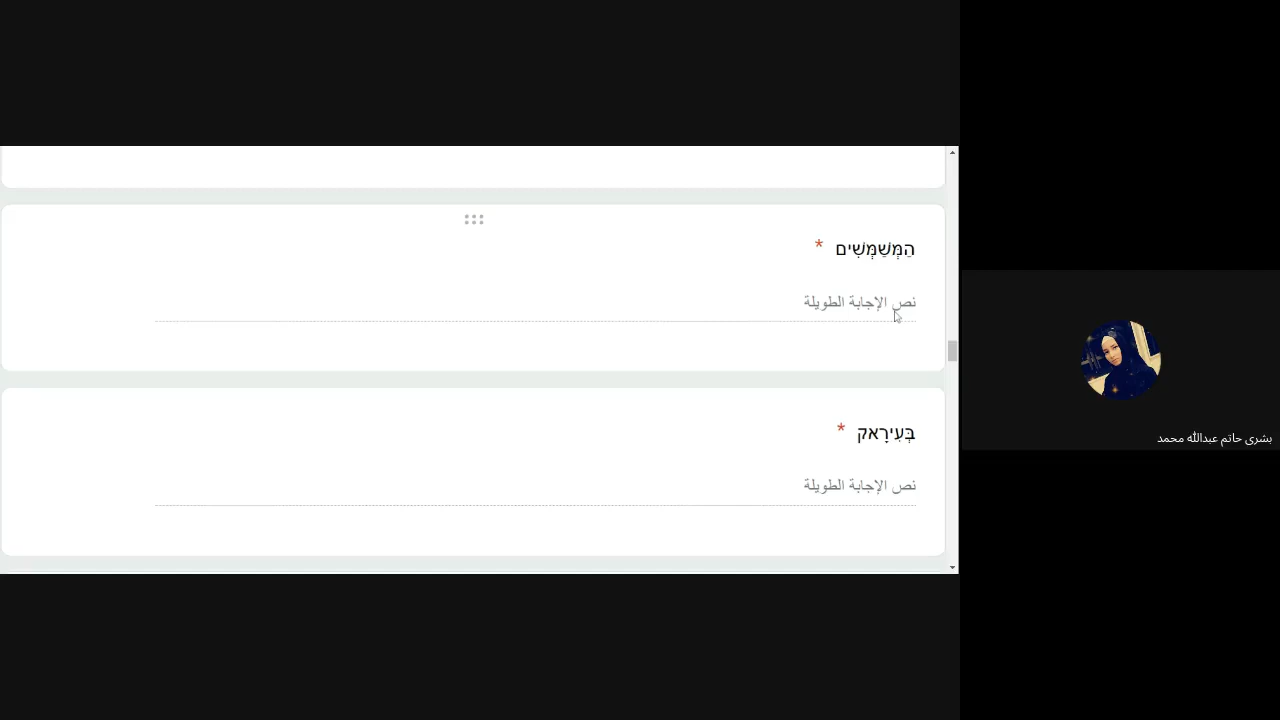 הַמְּשַׁמְּשִׁים *
نص الإجابة الطويلة
בְּעִירָאק *
نص الإجابة الطويلة
بشرى حاتم عبدالله محمد